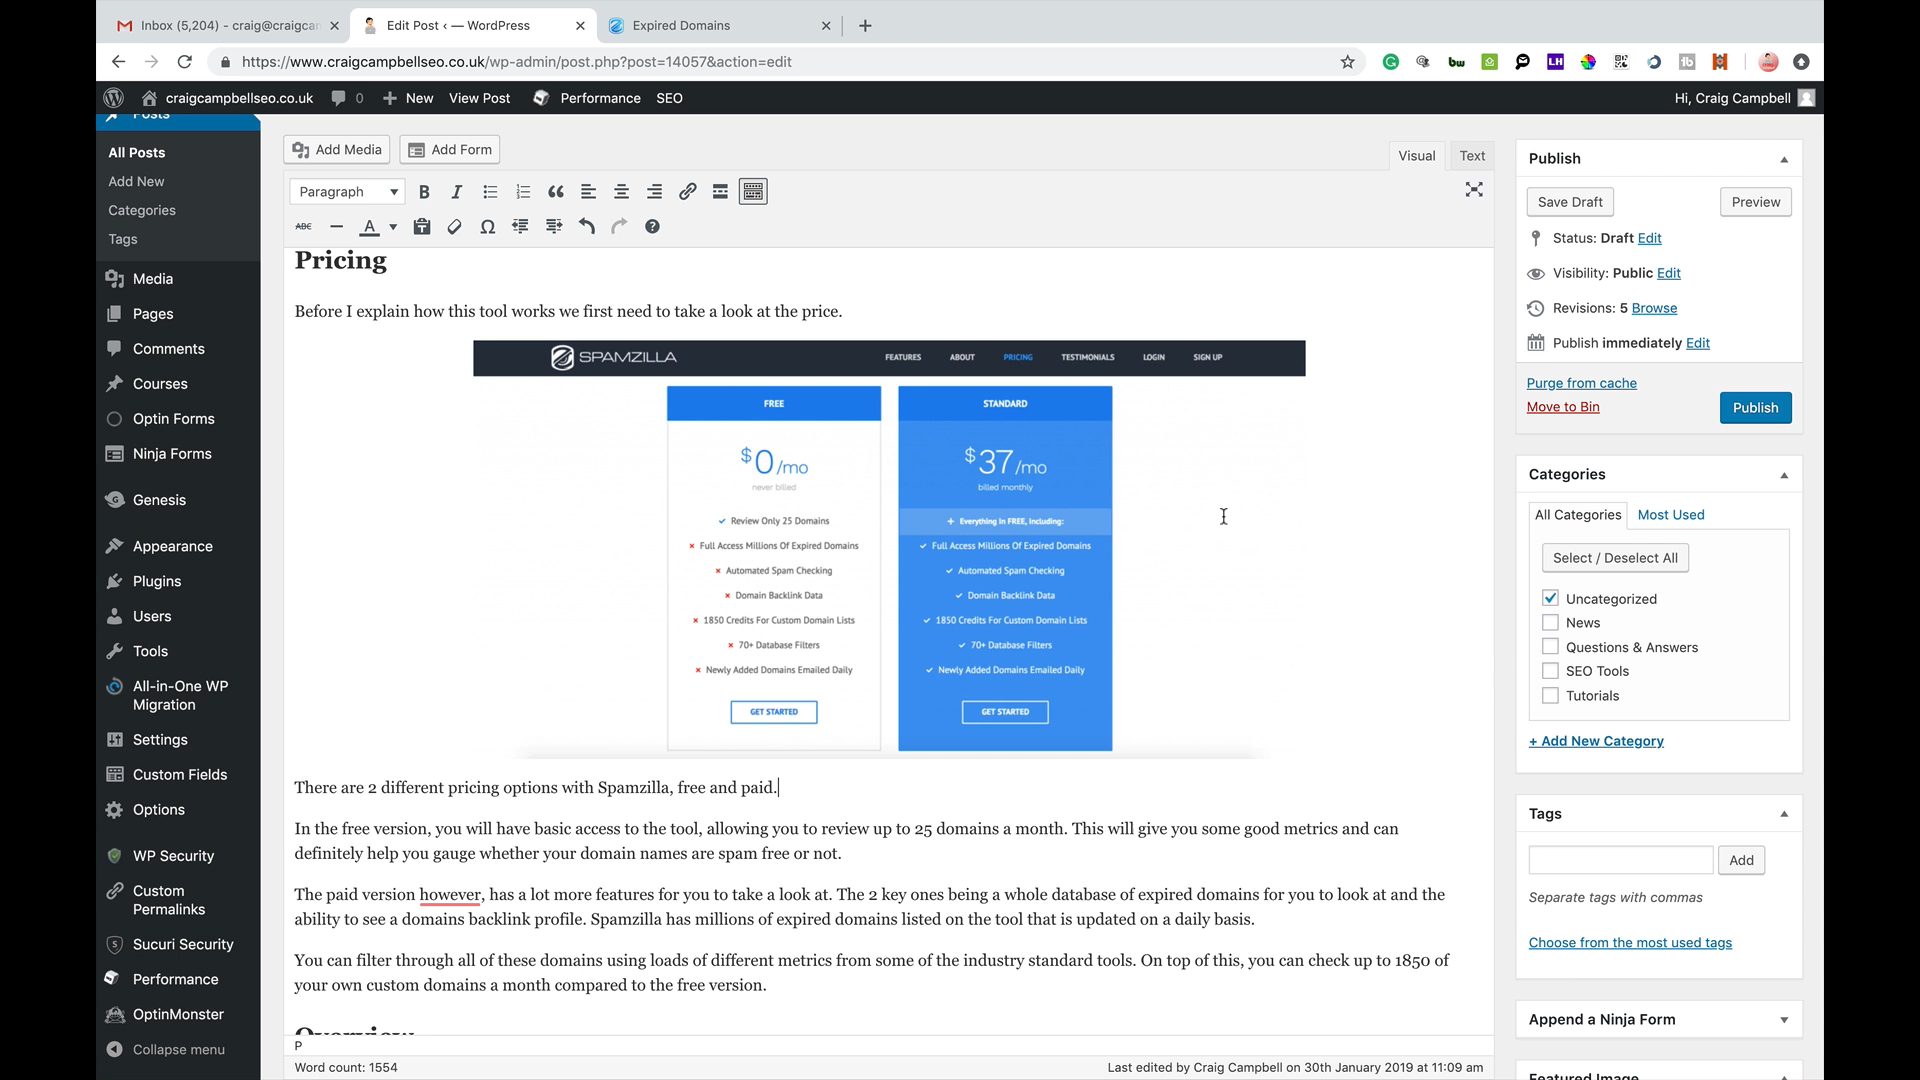 Inbox (5,204) - craig@craigcar
Edit Post ‹ — WordPress
Expired Domains
https://www.craigcampbellseo.co.uk/wp-admin/post.php?post=14057&action=edit
craigcampbellseo.co.uk
0
New
View Post
Performance
SEO
Hi, Craig Campbell
Posts
All Posts
Add New
Categories
Tags
Media
Pages
Comments
Courses
Optin Forms
Ninja Forms
Genesis
Appearance
Plugins
Users
Tools
All-in-One WP
Migration
Settings
Custom Fields
Options
WP Security
Custom
Permalinks
Sucuri Security
Performance
OptinMonster
Collapse menu
Add Media
Add Form
Visual
Text
Paragraph
B
I
ABC
A
Pricing
Before I explain how this tool works we first need to take a look at the price.
SPAMZILLA
FEATURES
ABOUT
PRICING
TESTIMONIALS
LOGIN
SIGN UP
FREE
$0/mo
never billed
Review Only 25 Domains
Full Access Millions Of Expired Domains
Automated Spam Checking
Domain Backlink Data
1850 Credits For Custom Domain Lists
70+ Database Filters
Newly Added Domains Emailed Daily
GET STARTED
STANDARD
$37/mo
billed monthly
+ Everything In FREE, Including:
Full Access Millions Of Expired Domains
Automated Spam Checking
Domain Backlink Data
1850 Credits For Custom Domain Lists
70+ Database Filters
Newly Added Domains Emailed Daily
GET STARTED
There are 2 different pricing options with Spamzilla, free and paid.
In the free version, you will have basic access to the tool, allowing you to review up to 25 domains a month. This will give you some good metrics and can
definitely help you gauge whether your domain names are spam free or not.
The paid version however, has a lot more features for you to take a look at. The 2 key ones being a whole database of expired domains for you to look at and the
ability to see a domains backlink profile. Spamzilla has millions of expired domains listed on the tool that is updated on a daily basis.
You can filter through all of these domains using loads of different metrics from some of the industry standard tools. On top of this, you can check up to 1850 of
your own custom domains a month compared to the free version.
Overview
P
Word count: 1554
Last edited by Craig Campbell on 30th January 2019 at 11:09 am
Publish
Save Draft
Preview
Status: Draft Edit
Visibility: Public Edit
Revisions: 5 Browse
Publish immediately Edit
Purge from cache
Move to Bin
Publish
Categories
All Categories
Most Used
Select / Deselect All
Uncategorized
News
Questions & Answers
SEO Tools
Tutorials
+ Add New Category
Tags
Add
Separate tags with commas
Choose from the most used tags
Append a Ninja Form
Featured Image